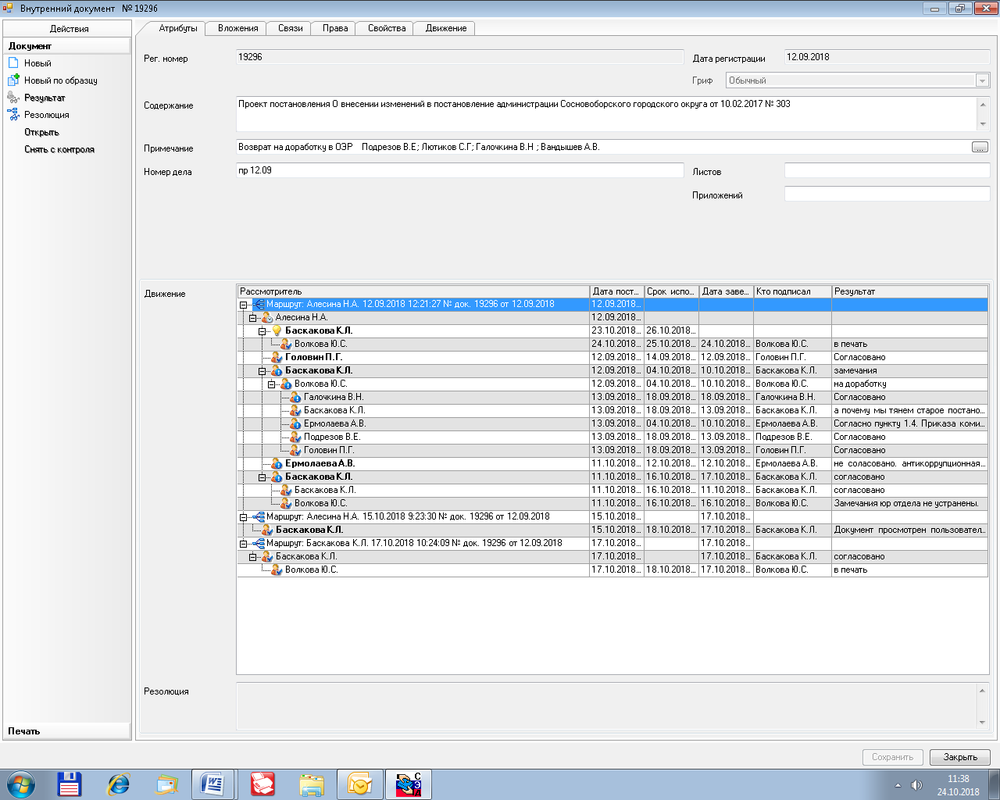 Внутренний документ № 19296
Действия
Документ
Новый
Новый по образцу
Результат
Резолюция
Открыть
Снять с контроля
Печать
Атрибуты Вложения Связи Права Свойства Движение
Рег. номер 19296 Дата регистрации 12.09.2018
Гриф Обычный
Содержание Проект постановления О внесении изменений в постановление администрации Сосновоборского городского округа от 10.02.2017 № 303
Примечание Возврат на доработку в ОЭР Подрезов В.Е; Лютиков С.Г; Галочкина В.Н ; Вандышев А.В. ...
Номер дела пр 12.09 Листов
Приложений
Движение
Рассмотритель Дата пост... Срок испо... Дата заве... Кто подписал Результат
Маршрут: Алесина Н.А. 12.09.2018 12:21:27 № док. 19296 от 12.09.2018 12.09.2018...
Алесина Н.А. 12.09.2018...
Баскакова К.Л. 23.10.2018... 26.10.2018...
Волкова Ю.С. 24.10.2018... 25.10.2018... 24.10.2018... Волкова Ю.С. в печать
Головин П.Г. 12.09.2018... 14.09.2018... 12.09.2018... Головин П.Г. Согласовано
Баскакова К.Л. 12.09.2018... 04.10.2018... 10.10.2018... Баскакова К.Л. замечания
Волкова Ю.С. 12.09.2018... 04.10.2018... 10.10.2018... Волкова Ю.С. на доработку
Галочкина В.Н. 13.09.2018... 18.09.2018... 18.09.2018... Галочкина В.Н. Согласовано
Баскакова К.Л. 13.09.2018... 18.09.2018... 13.09.2018... Баскакова К.Л. а почему мы тянем старое постано...
Ермолаева А.В. 13.09.2018... 04.10.2018... 10.10.2018... Ермолаева А.В. Согласно пункту 1.4. Приказа коми...
Подрезов В.Е. 13.09.2018... 18.09.2018... 13.09.2018... Подрезов В.Е. Согласовано
Головин П.Г. 13.09.2018... 18.09.2018... 13.09.2018... Головин П.Г. Согласовано
Ермолаева А.В. 11.10.2018... 12.10.2018... 12.10.2018... Ермолаева А.В. не соласовано. антикоррупционная...
Баскакова К.Л. 11.10.2018... 16.10.2018... 17.10.2018... Баскакова К.Л. согласовано
Баскакова К.Л. 11.10.2018... 16.10.2018... 11.10.2018... Баскакова К.Л. согласовано
Волкова Ю.С. 11.10.2018... 16.10.2018... 16.10.2018... Волкова Ю.С. Замечания юр отдела не устранены.
Маршрут: Алесина Н.А. 15.10.2018 9:23:30 № док. 19296 от 12.09.2018 15.10.2018... 17.10.2018...
Баскакова К.Л. 15.10.2018... 18.10.2018... 17.10.2018... Баскакова К.Л. Документ просмотрен пользовател...
Маршрут: Баскакова К.Л. 17.10.2018 10:24:09 № док. 19296 от 12.09.2018 17.10.2018... 17.10.2018...
Баскакова К.Л. 17.10.2018... 17.10.2018... Баскакова К.Л. согласовано
Волкова Ю.С. 17.10.2018... 18.10.2018... 17.10.2018... Волкова Ю.С. в печать
Резолюция
Сохранить Закрыть
СЭД
11:38
24.10.2018